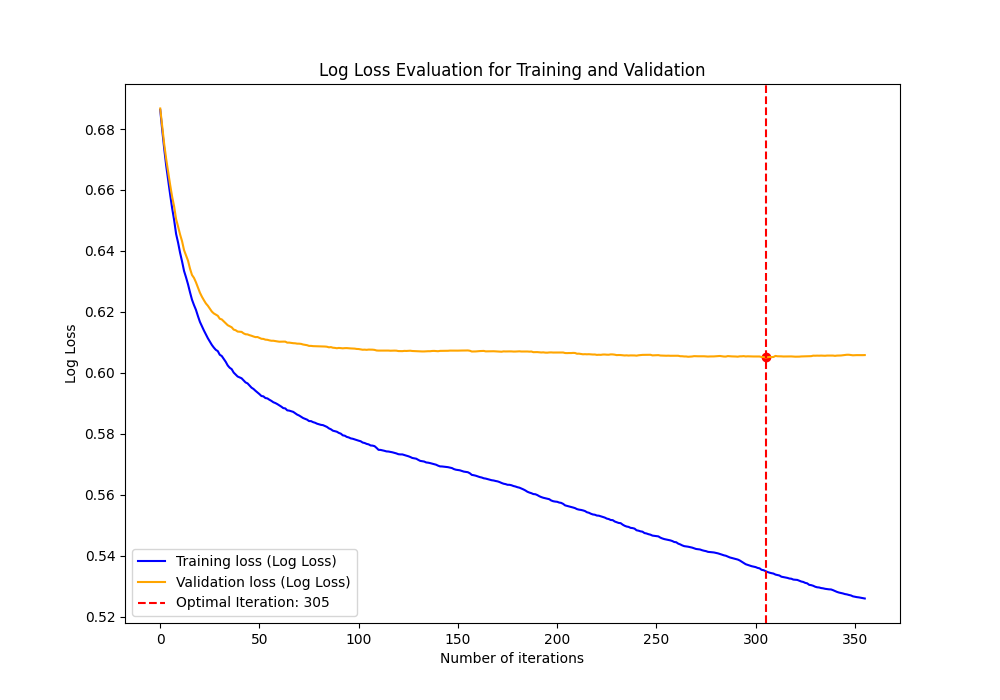 Log Loss Evaluation for Training and Validation
Log Loss
0.68
0.66
0.64
0.62
0.60
0.58
0.56
0.54
0.52
Training loss (Log Loss)
Validation loss (Log Loss)
Optimal Iteration: 305
0 50 100 150 200 250 300 350
Number of iterations